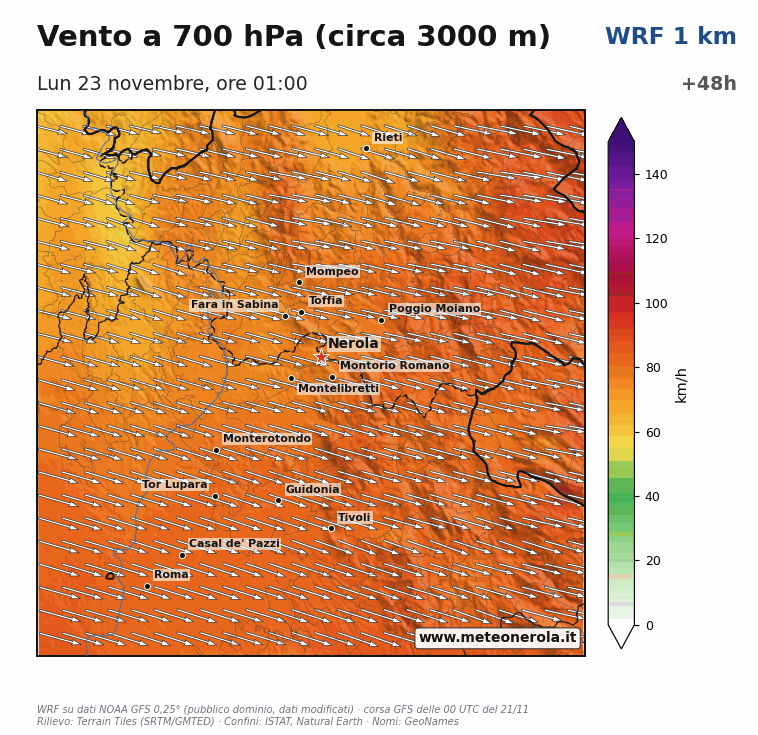 Vento a 700 hPa (circa 3000 m)
WRF 1 km
Lun 23 novembre, ore 01:00
+48h
Rieti
Mompeo
Fara in Sabina
Toffia
Poggio Moiano
Nerola
Montorio Romano
Montelibretti
Monterotondo
Tor Lupara
Guidonia
Tivoli
Casal de' Pazzi
Roma
www.meteonerola.it
140
120
100
80
60
40
20
0
km/h
WRF su dati NOAA GFS 0,25° (pubblico dominio, dati modificati) · corsa GFS delle 00 UTC del 21/11
Rilievo: Terrain Tiles (SRTM/GMTED) · Confini: ISTAT, Natural Earth · Nomi: GeoNames